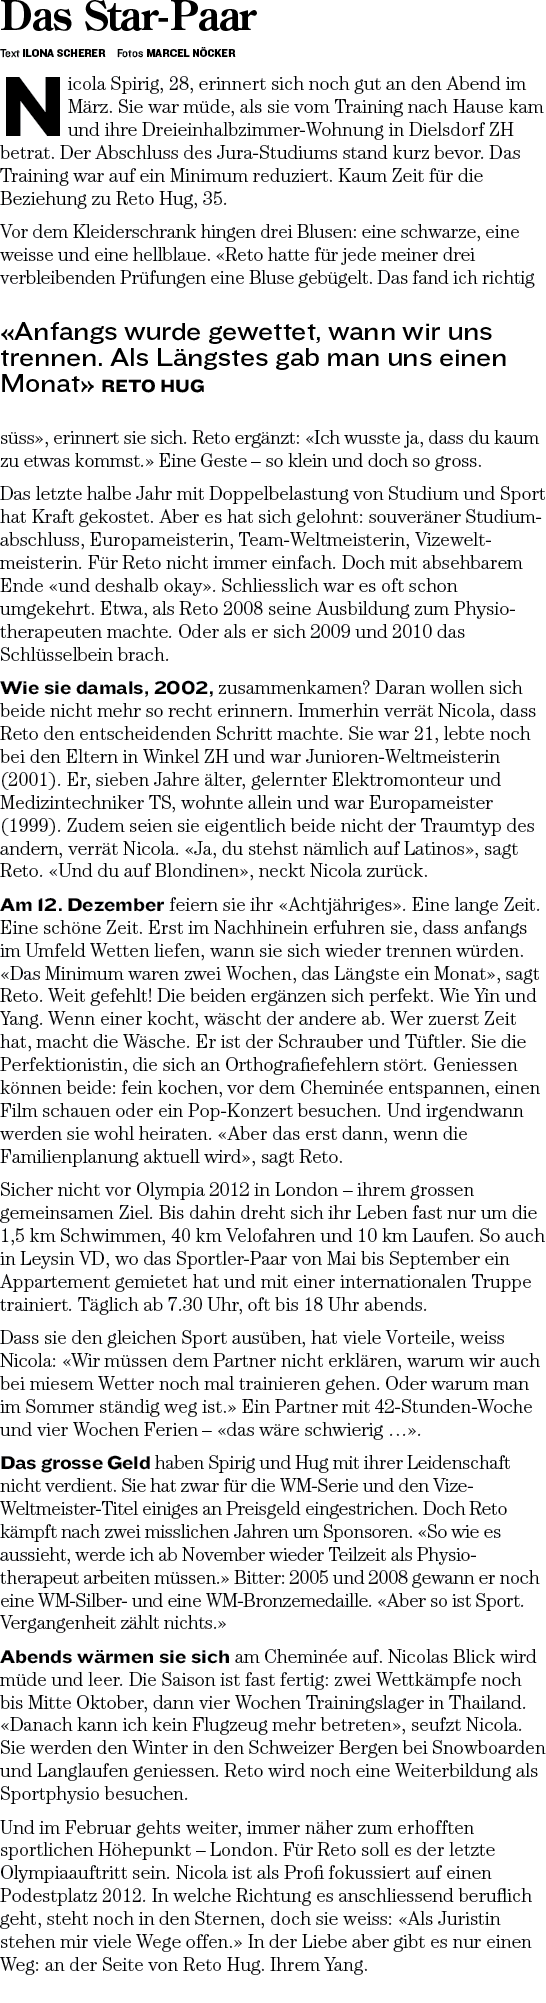 Das Star-Paar
Text ILONA SCHERER Fotos MARCEL NÖCKER
Nicola Spirig, 28, erinnert sich noch gut an den Abend im
März. Sie war müde, als sie vom Training nach Hause kam
und ihre Dreieinhalbzimmer-Wohnung in Dielsdorf ZH
betrat. Der Abschluss des Jura-Studiums stand kurz bevor. Das
Training war auf ein Minimum reduziert. Kaum Zeit für die
Beziehung zu Reto Hug, 35.
Vor dem Kleiderschrank hingen drei Blusen: eine schwarze, eine
weisse und eine hellblaue. «Reto hatte für jede meiner drei
verbleibenden Prüfungen eine Bluse gebügelt. Das fand ich richtig
«Anfangs wurde gewettet, wann wir uns
trennen. Als Längstes gab man uns einen
Monat» RETO HUG
süss», erinnert sie sich. Reto ergänzt: «Ich wusste ja, dass du kaum
zu etwas kommst.» Eine Geste – so klein und doch so gross.
Das letzte halbe Jahr mit Doppelbelastung von Studium und Sport
hat Kraft gekostet. Aber es hat sich gelohnt: souveräner Studium-
abschluss, Europameisterin, Team-Weltmeisterin, Vizewelt-
meisterin. Für Reto nicht immer einfach. Doch mit absehbarem
Ende «und deshalb okay». Schliesslich war es oft schon
umgekehrt. Etwa, als Reto 2008 seine Ausbildung zum Physio-
therapeuten machte. Oder als er sich 2009 und 2010 das
Schlüsselbein brach.
Wie sie damals, 2002, zusammenkamen? Daran wollen sich
beide nicht mehr so recht erinnern. Immerhin verrät Nicola, dass
Reto den entscheidenden Schritt machte. Sie war 21, lebte noch
bei den Eltern in Winkel ZH und war Junioren-Weltmeisterin
(2001). Er, sieben Jahre älter, gelernter Elektromonteur und
Medizintechniker TS, wohnte allein und war Europameister
(1999). Zudem seien sie eigentlich beide nicht der Traumtyp des
andern, verrät Nicola. «Ja, du stehst nämlich auf Latinos», sagt
Reto. «Und du auf Blondinen», neckt Nicola zurück.
Am 12. Dezember feiern sie ihr «Achtjähriges». Eine lange Zeit.
Eine schöne Zeit. Erst im Nachhinein erfuhren sie, dass anfangs
im Umfeld Wetten liefen, wann sie sich wieder trennen würden.
«Das Minimum waren zwei Wochen, das Längste ein Monat», sagt
Reto. Weit gefehlt! Die beiden ergänzen sich perfekt. Wie Yin und
Yang. Wenn einer kocht, wäscht der andere ab. Wer zuerst Zeit
hat, macht die Wäsche. Er ist der Schrauber und Tüftler. Sie die
Perfektionistin, die sich an Orthografiefehlern stört. Geniessen
können beide: fein kochen, vor dem Cheminée entspannen, einen
Film schauen oder ein Pop-Konzert besuchen. Und irgendwann
werden sie wohl heiraten. «Aber das erst dann, wenn die
Familienplanung aktuell wird», sagt Reto.
Sicher nicht vor Olympia 2012 in London – ihrem grossen
gemeinsamen Ziel. Bis dahin dreht sich ihr Leben fast nur um die
1,5 km Schwimmen, 40 km Velofahren und 10 km Laufen. So auch
in Leysin VD, wo das Sportler-Paar von Mai bis September ein
Appartement gemietet hat und mit einer internationalen Truppe
trainiert. Täglich ab 7.30 Uhr, oft bis 18 Uhr abends.
Dass sie den gleichen Sport ausüben, hat viele Vorteile, weiss
Nicola: «Wir müssen dem Partner nicht erklären, warum wir auch
bei miesem Wetter noch mal trainieren gehen. Oder warum man
im Sommer ständig weg ist.» Ein Partner mit 42-Stunden-Woche
und vier Wochen Ferien – «das wäre schwierig …».
Das grosse Geld haben Spirig und Hug mit ihrer Leidenschaft
nicht verdient. Sie hat zwar für die WM-Serie und den Vize-
Weltmeister-Titel einiges an Preisgeld eingestrichen. Doch Reto
kämpft nach zwei misslichen Jahren um Sponsoren. «So wie es
aussieht, werde ich ab November wieder Teilzeit als Physio-
therapeut arbeiten müssen.» Bitter: 2005 und 2008 gewann er noch
eine WM-Silber- und eine WM-Bronzemedaille. «Aber so ist Sport.
Vergangenheit zählt nichts.»
Abends wärmen sie sich am Cheminée auf. Nicolas Blick wird
müde und leer. Die Saison ist fast fertig: zwei Wettkämpfe noch
bis Mitte Oktober, dann vier Wochen Trainingslager in Thailand.
«Danach kann ich kein Flugzeug mehr betreten», seufzt Nicola.
Sie werden den Winter in den Schweizer Bergen bei Snowboarden
und Langlaufen geniessen. Reto wird noch eine Weiterbildung als
Sportphysio besuchen.
Und im Februar gehts weiter, immer näher zum erhofften
sportlichen Höhepunkt – London. Für Reto soll es der letzte
Olympiaauftritt sein. Nicola ist als Profi fokussiert auf einen
Podestplatz 2012. In welche Richtung es anschliessend beruflich
geht, steht noch in den Sternen, doch sie weiss: «Als Juristin
stehen mir viele Wege offen.» In der Liebe aber gibt es nur einen
Weg: an der Seite von Reto Hug. Ihrem Yang.